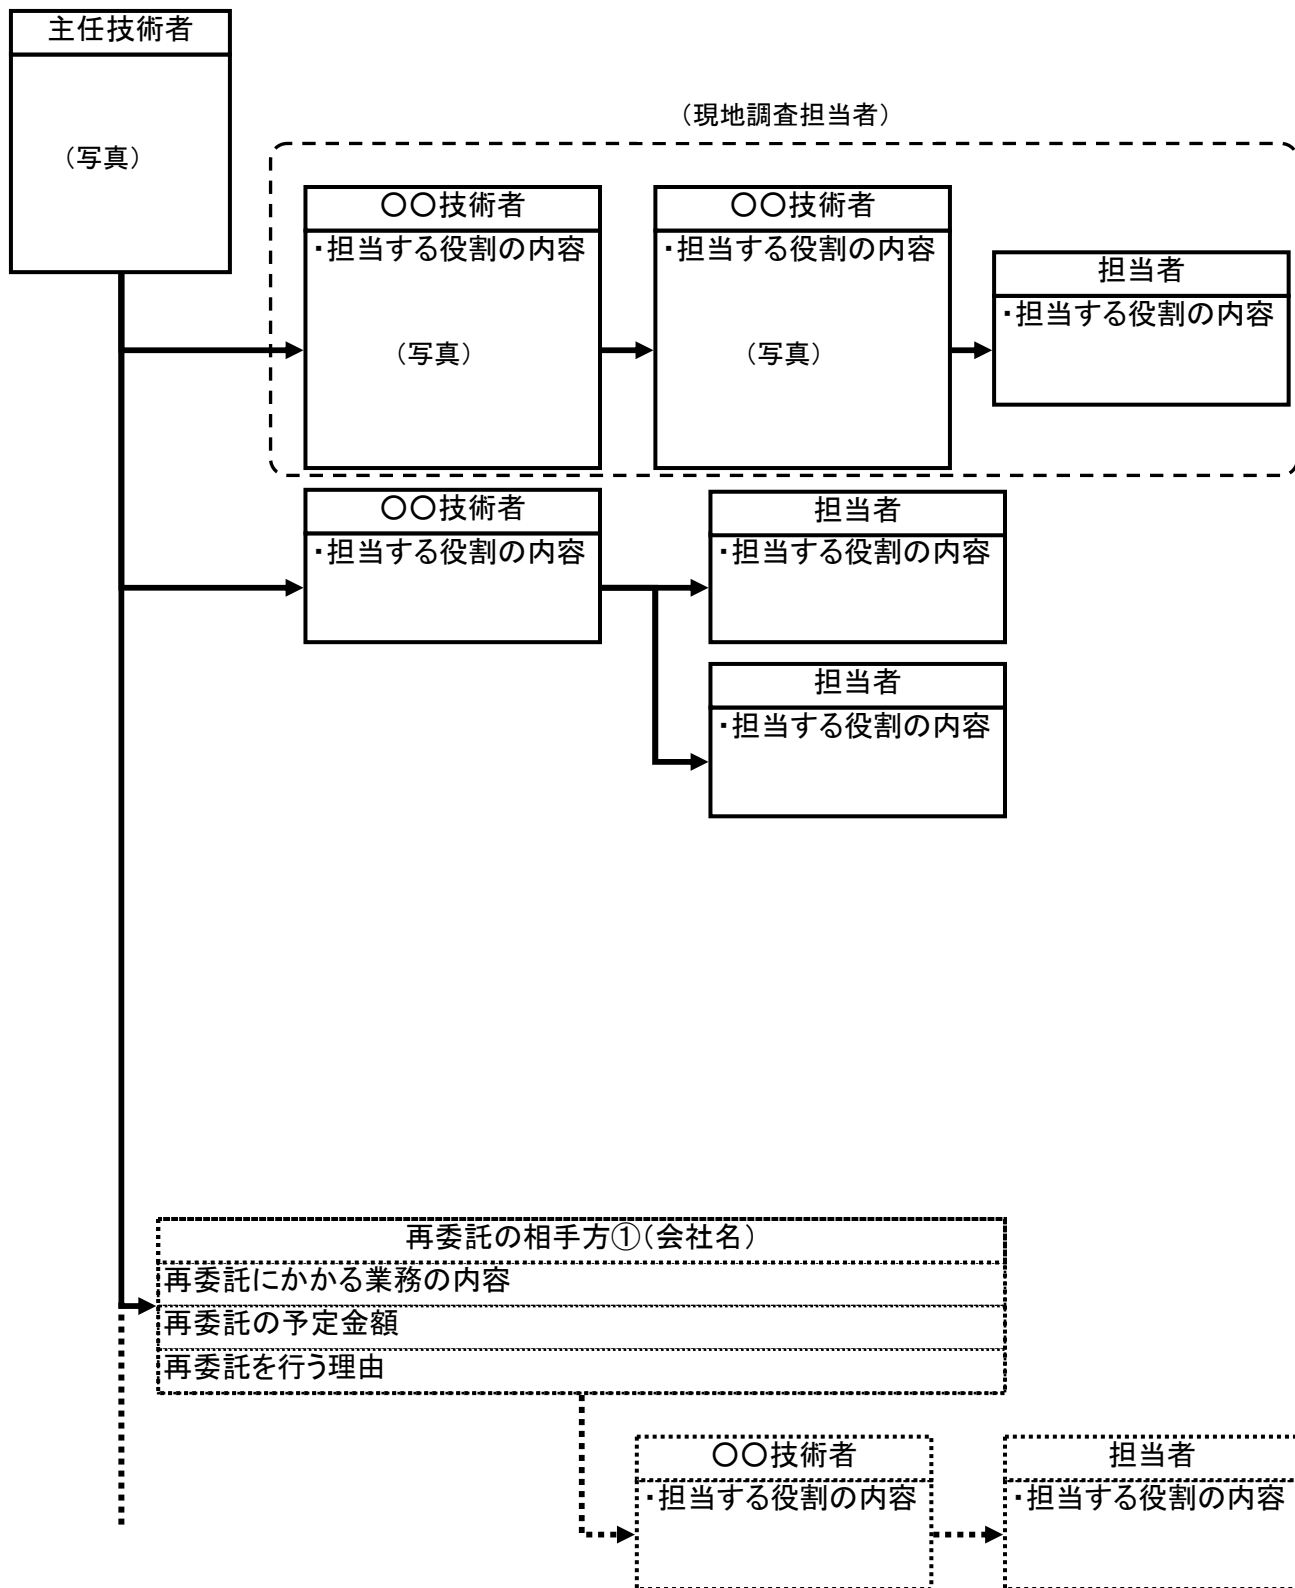 主任技術者
（写真）
（現地調査担当者）
〇〇技術者
・担当する役割の内容
（写真）
〇〇技術者
・担当する役割の内容
（写真）
担当者
・担当する役割の内容
〇〇技術者
・担当する役割の内容
担当者
・担当する役割の内容
担当者
・担当する役割の内容
再委託の相手方①（会社名）
再委託にかかる業務の内容
再委託の予定金額
再委託を行う理由
〇〇技術者
・担当する役割の内容
担当者
・担当する役割の内容